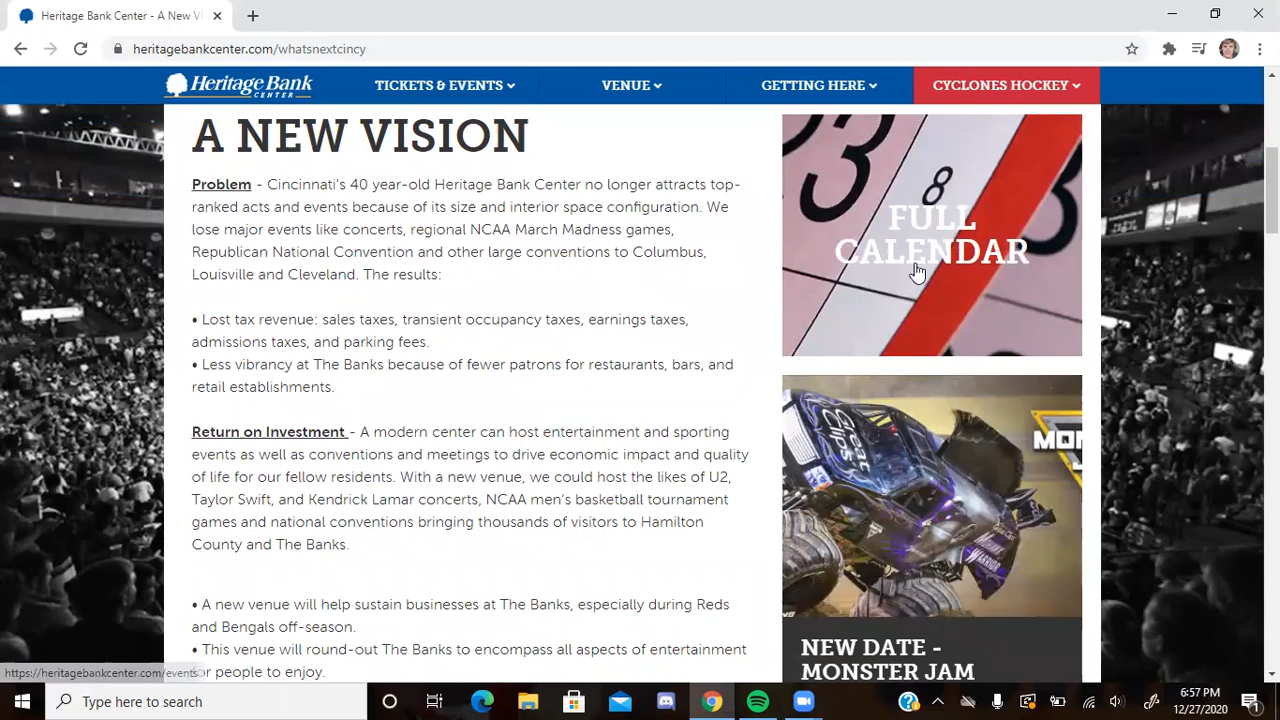 Heritage Bank Center - A New Vi
heritagebankcenter.com/whatsnextcincy
Heritage Bank
CENTER
TICKETS & EVENTS
VENUE
GETTING HERE
CYCLONES HOCKEY
A NEW VISION
Problem - Cincinnati's 40 year-old Heritage Bank Center no longer attracts top-
ranked acts and events because of its size and interior space configuration. We
lose major events like concerts, regional NCAA March Madness games,
Republican National Convention and other large conventions to Columbus,
Louisville and Cleveland. The results:
• Lost tax revenue: sales taxes, transient occupancy taxes, earnings taxes,
admissions taxes, and parking fees.
• Less vibrancy at The Banks because of fewer patrons for restaurants, bars, and
retail establishments.
Return on Investment - A modern center can host entertainment and sporting
events as well as conventions and meetings to drive economic impact and quality
of life for our fellow residents. With a new venue, we could host the likes of U2,
Taylor Swift, and Kendrick Lamar concerts, NCAA men's basketball tournament
games and national conventions bringing thousands of visitors to Hamilton
County and The Banks.
• A new venue will help sustain businesses at The Banks, especially during Reds
and Bengals off-season.
• This venue will round-out The Banks to encompass all aspects of entertainment
for people to enjoy.
3
8
FULL
CALENDAR
Great Clips
MON
J
WARRIOR
NEW DATE -
MONSTER JAM
https://heritagebankcenter.com/events
Type here to search
6:57 PM
12/27/2020
1